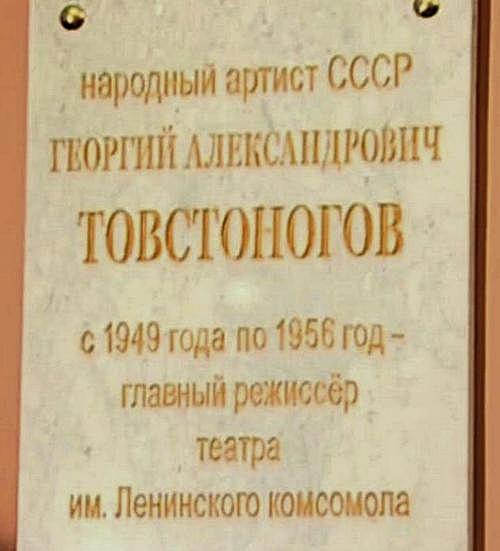 народный артист СССР
ГЕОРГИЙ АЛЕКСАНДРОВИЧ
ТОВСТОНОГОВ
с 1949 года по 1956 год –
главный режиссёр
театра
им. Ленинского комсомола